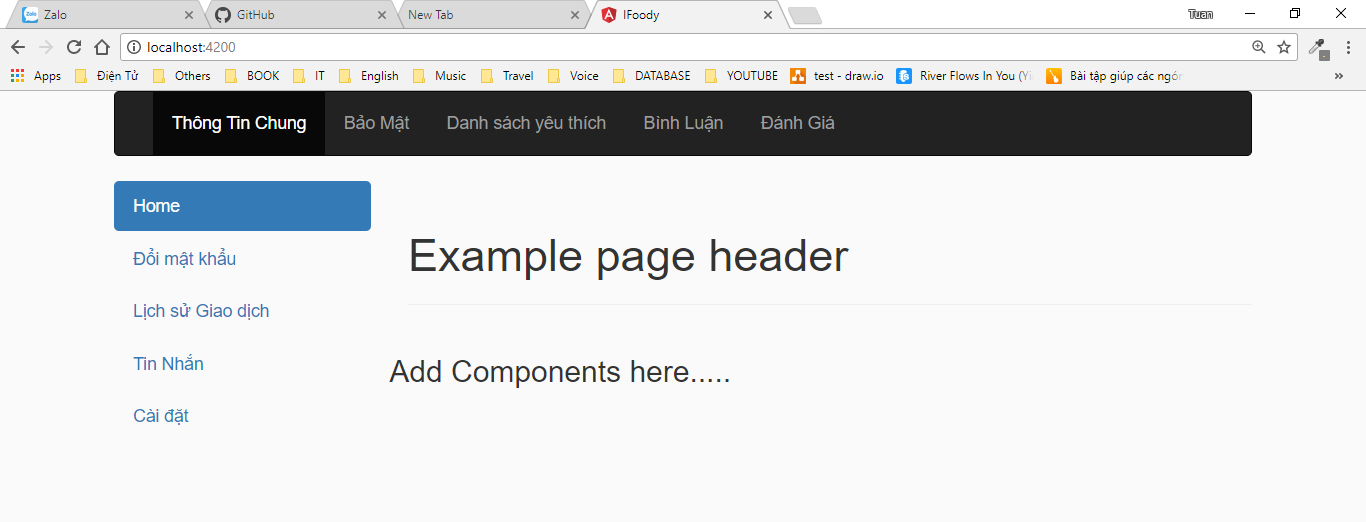 Zalo GitHub New Tab IFoody Tuan
localhost:4200
Apps Điện Tử Others BOOK IT English Music Travel Voice DATABASE YOUTUBE test - draw.io River Flows In You Bài tập giúp các »
Thông Tin Chung Bảo Mật Danh sách yêu thích Bình Luận Đánh Giá
Home
Example page header
Đổi mật khẩu
Lịch sử Giao dịch
Tin Nhắn
Add Components here.....
Cài đặt